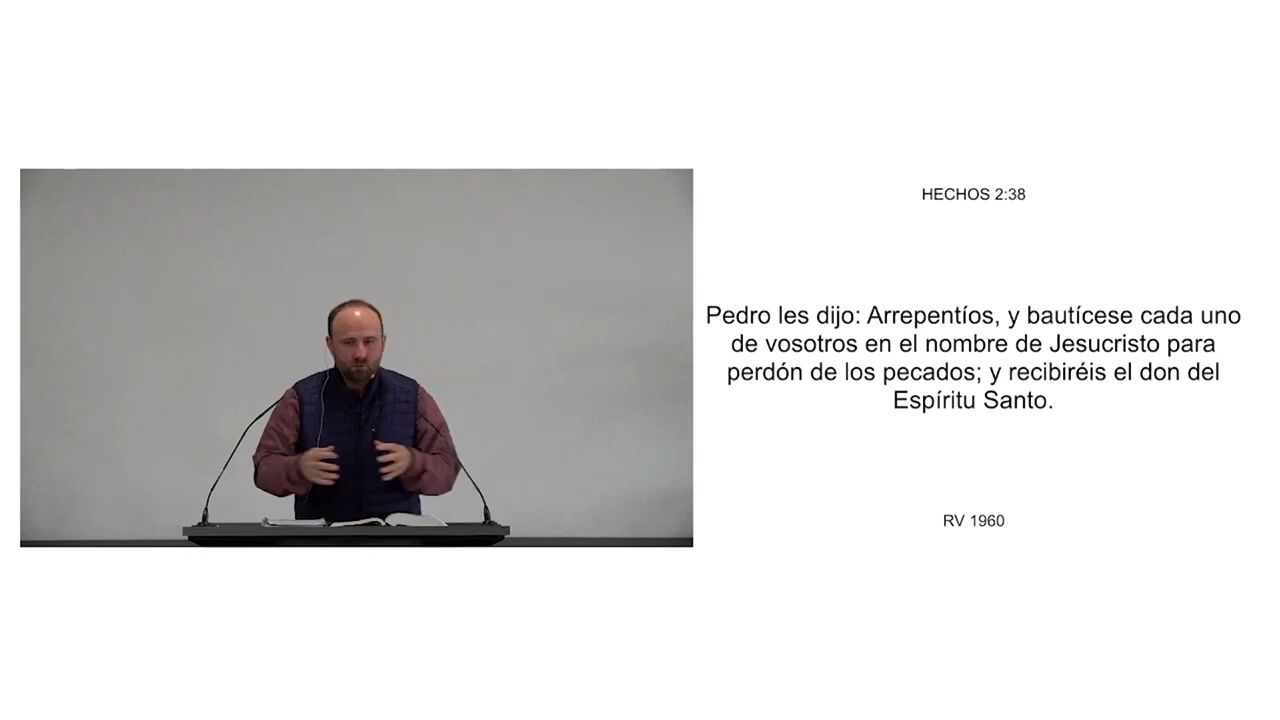 HECHOS 2:38
Pedro les dijo: Arrepentíos, y bautícese cada uno
de vosotros en el nombre de Jesucristo para
perdón de los pecados; y recibiréis el don del
Espíritu Santo.
RV 1960